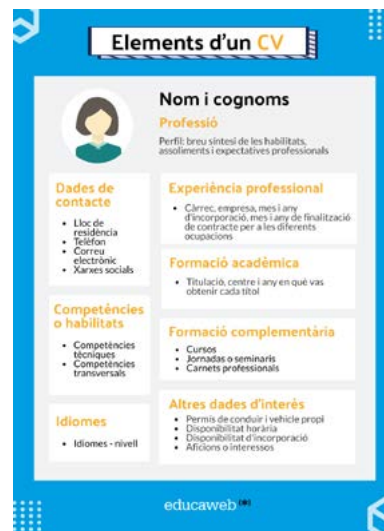 Elements d'un CV
Nom i cognoms
Professió
Perfil: breu síntesi de les habilitats,
assoliments i expectatives professionals
Dades de
contacte
• Lloc de
residència
• Telèfon
• Correu
electrònic
• Xarxes socials
Competències
o habilitats
• Competències
tècniques
• Competències
transversals
Idiomes
• Idiomes - nivell
Experiència professional
• Càrrec, empresa, mes i any
d'incorporació, mes i any de finalització
de contracte per a les diferents
ocupacions
Formació acadèmica
• Titulació, centre i any en què vas
obtenir cada títol
Formació complementària
• Cursos
• Jornadas o seminaris
• Carnets professionals
Altres dades d'interès
• Permís de conduir i vehicle propi
• Disponibilitat horària
• Disponibilitat d'incorporació
• Aficions o interessos
educaweb